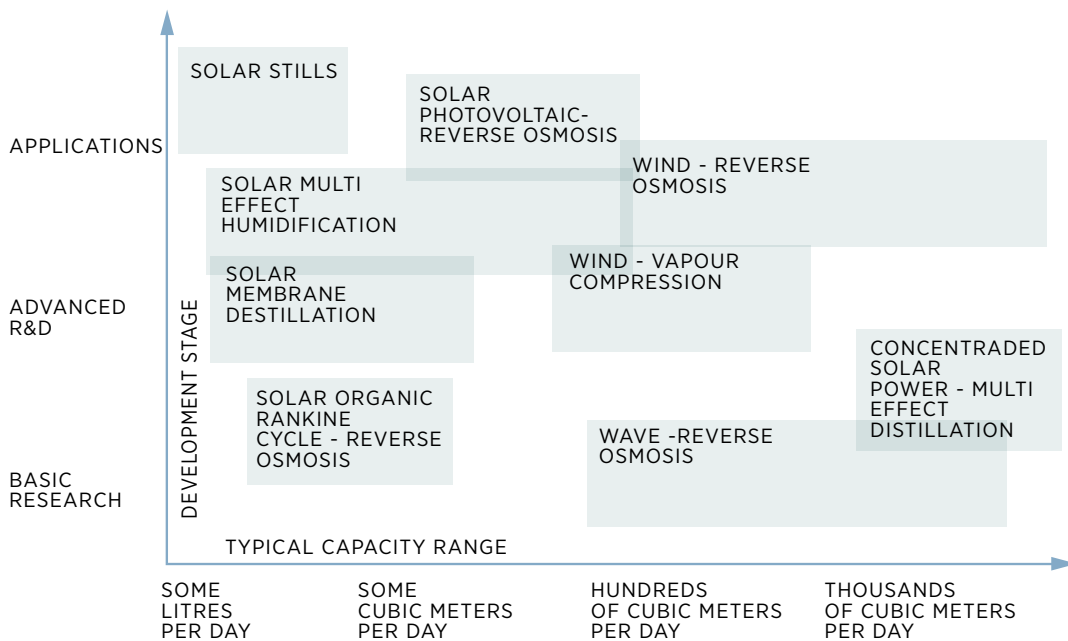 SOLAR STILLS
SOLAR
PHOTOVOLTAIC-
REVERSE OSMOSIS
APPLICATIONS
WIND - REVERSE
OSMOSIS
SOLAR MULTI
EFFECT
HUMIDIFICATION
WIND - VAPOUR
COMPRESSION
SOLAR
MEMBRANE
DESTILLATION
ADVANCED
R&D
DEVELOPMENT STAGE
CONCENTRADED
SOLAR
POWER - MULTI
EFFECT
DISTILLATION
SOLAR ORGANIC
RANKINE
CYCLE - REVERSE
OSMOSIS
WAVE -REVERSE
OSMOSIS
BASIC
RESEARCH
TYPICAL CAPACITY RANGE
SOME
LITRES
PER DAY
SOME
CUBIC METERS
PER DAY
HUNDREDS
OF CUBIC METERS
PER DAY
THOUSANDS
OF CUBIC METERS
PER DAY